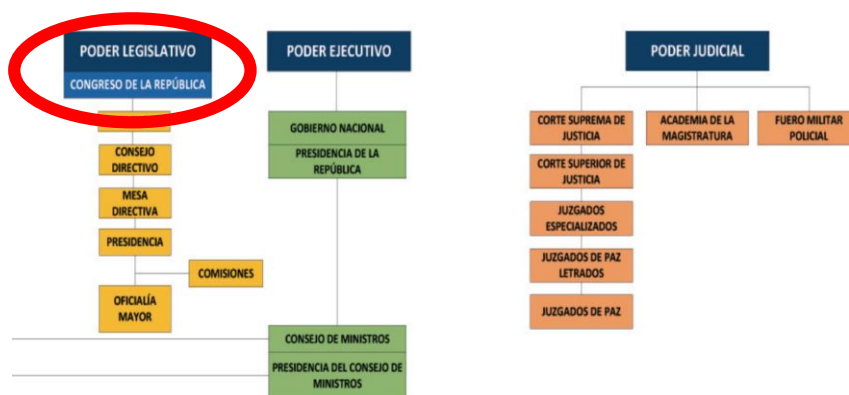 PODER LEGISLATIVO
CONGRESO DE LA REPÚBLICA
CONSEJO
DIRECTIVO
MESA
DIRECTIVA
PRESIDENCIA
COMISIONES
OFICIALÍA
MAYOR
PODER EJECUTIVO
GOBIERNO NACIONAL
PRESIDENCIA DE LA
REPÚBLICA
CONSEJO DE MINISTROS
PRESIDENCIA DEL CONSEJO DE
MINISTROS
PODER JUDICIAL
CORTE SUPREMA DE
JUSTICIA
CORTE SUPERIOR DE
JUSTICIA
JUZGADOS
ESPECIALIZADOS
JUZGADOS DE PAZ
LETRADOS
JUZGADOS DE PAZ
ACADEMIA DE LA
MAGISTRATURA
FUERO MILITAR
POLICIAL